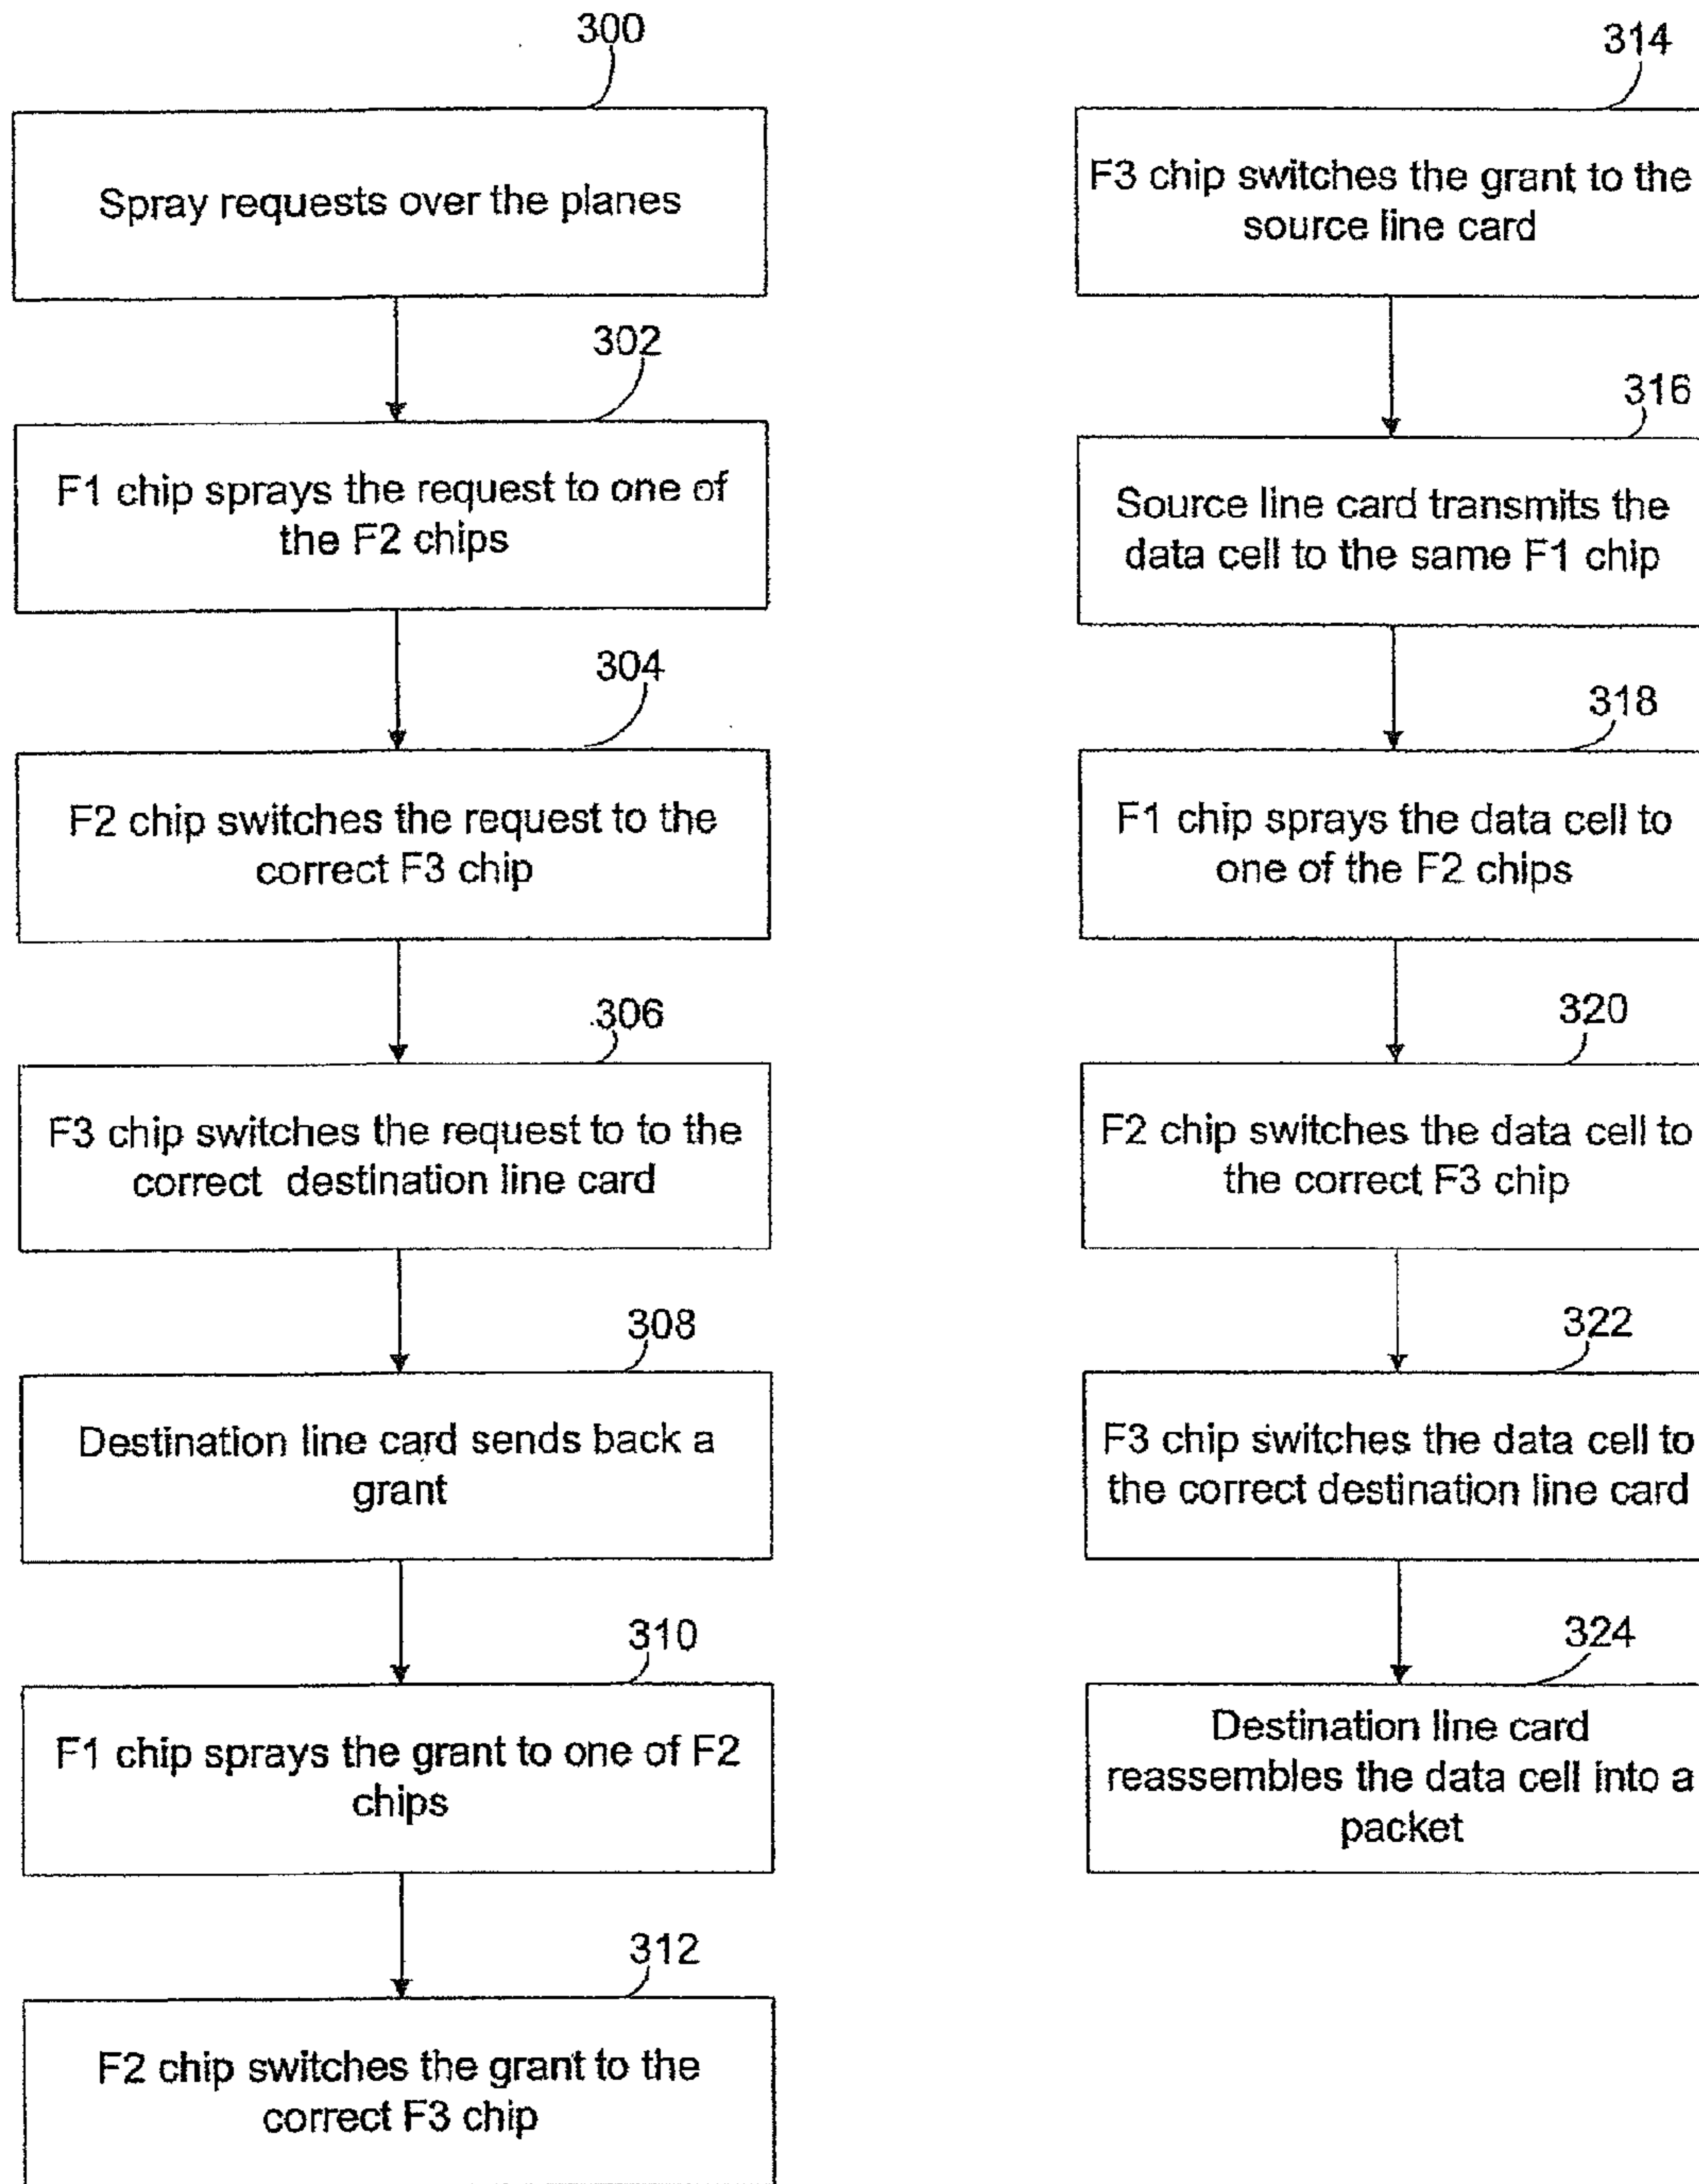 300
Spray requests over the planes
302
F1 chip sprays the request to one of
the F2 chips
304
F2 chip switches the request to the
correct F3 chip
306
F3 chip switches the request to to the
correct destination line card
308
Destination line card sends back a
grant
310
F1 chip sprays the grant to one of F2
chips
312
F2 chip switches the grant to the
correct F3 chip
314
F3 chip switches the grant to the
source line card
316
Source line card transmits the
data cell to the same F1 chip
318
F1 chip sprays the data cell to
one of the F2 chips
320
F2 chip switches the data cell to
the correct F3 chip
322
F3 chip switches the data cell to
the correct destination line card
324
Destination line card
reassembles the data cell into a
packet